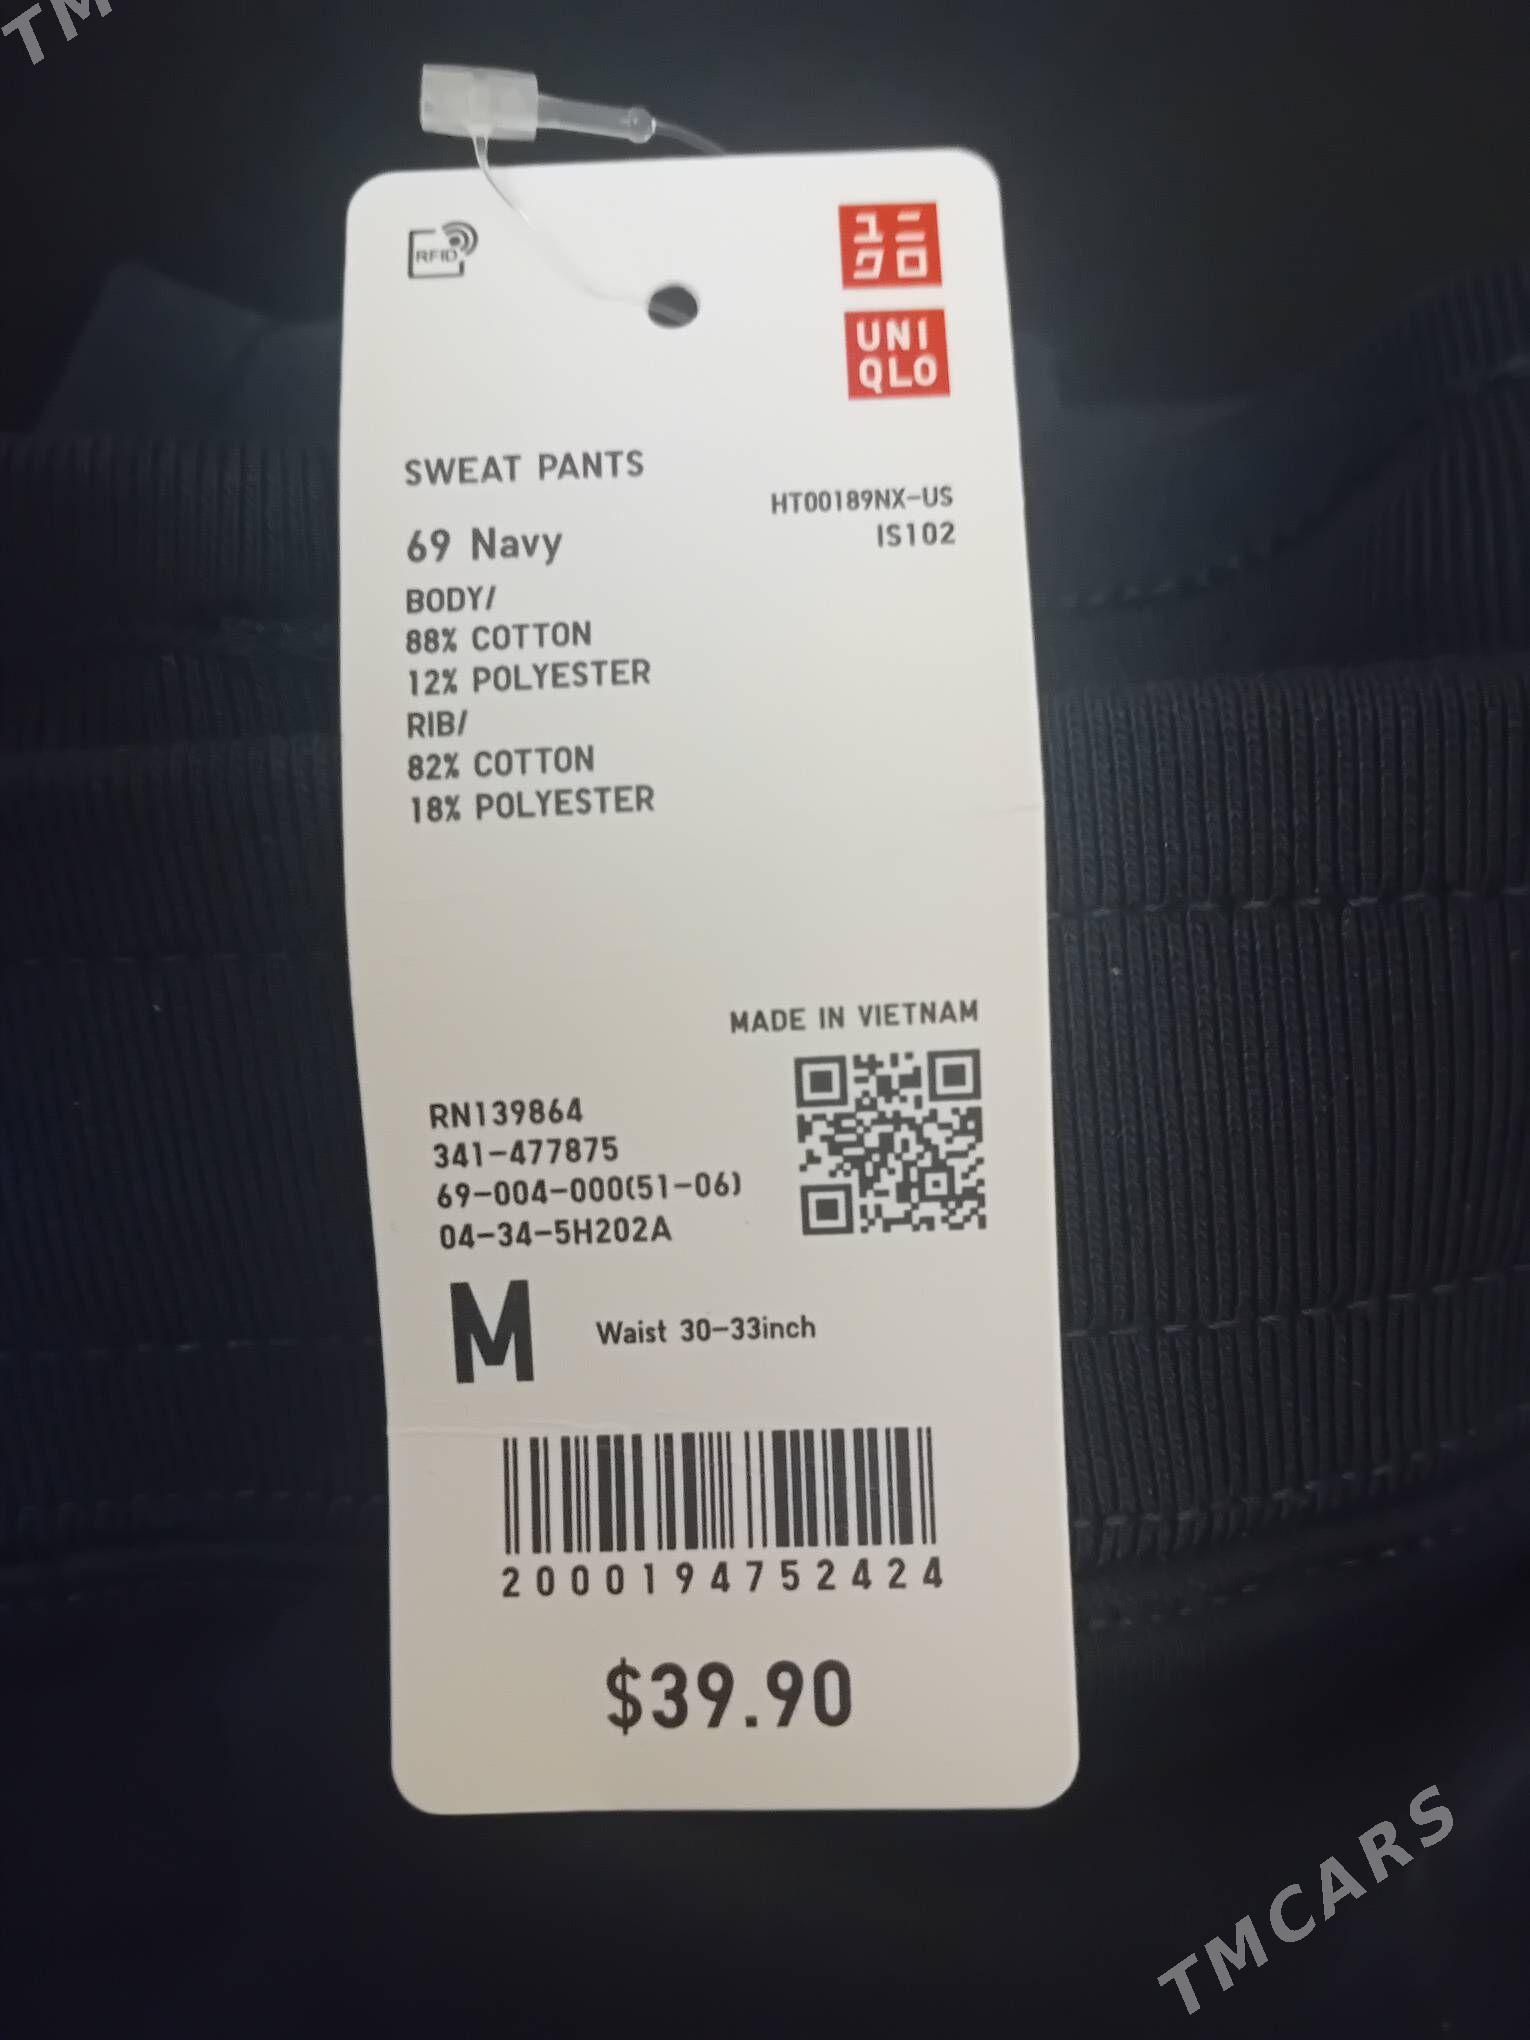 TM
RFID
ユニ
クロ
UNI
QLO
SWEAT PANTS
HT00189NX-US
69 Navy
IS102
BODY/
88% COTTON
12% POLYESTER
RIB/
82% COTTON
18% POLYESTER
MADE IN VIETNAM
RN139864
341-477875
69-004-000(51-06)
04-34-5H202A
M
Waist 30-33inch
2000194752424
$39.90
TMCARS